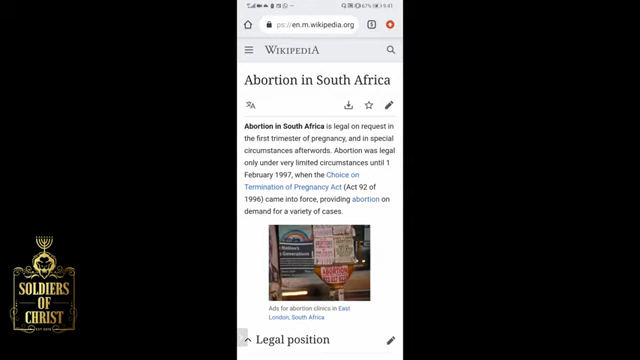 67% 9:41
ps://en.m.wikipedia.org
WIKIPEDIA
Abortion in South Africa
Abortion in South Africa is legal on request in
the first trimester of pregnancy, and in special
circumstances afterwords. Abortion was legal
only under very limited circumstances until 1
February 1997, when the Choice on
Termination of Pregnancy Act (Act 92 of
1996) came into force, providing abortion on
demand for a variety of cases.
ABORTION
Ads for abortion clinics in East
London, South Africa
Legal position
SOLDIERS
OF
CHRIST